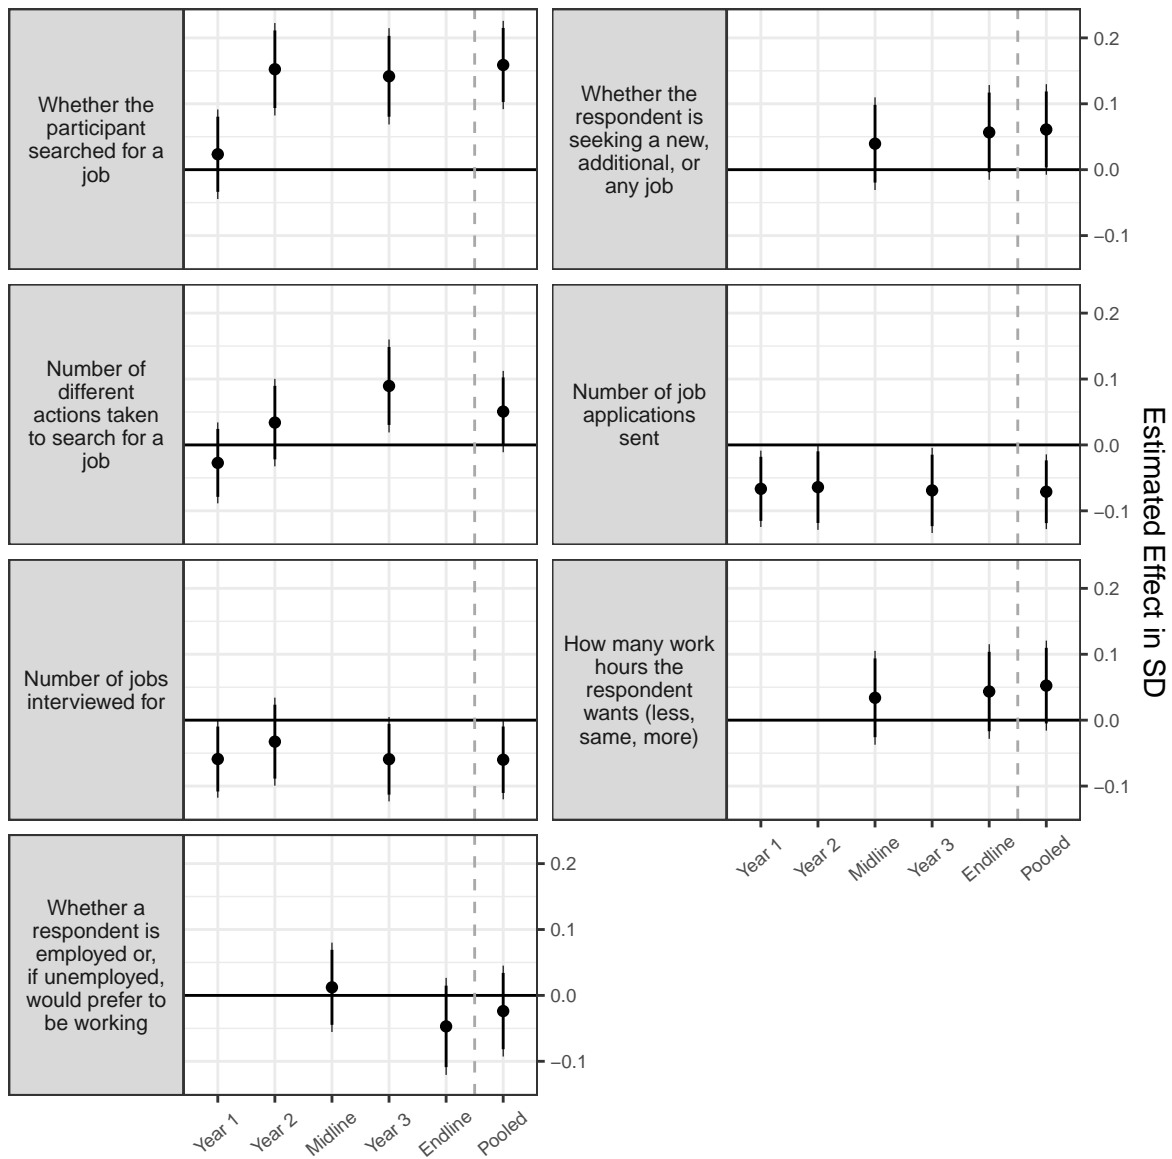 Whether the
participant
searched for a
job
Whether the
respondent is
seeking a new,
additional, or
any job
0.2
0.1
0.0
−0.1
Number of
different
actions taken
to search for a
job
Number of job
applications
sent
0.2
0.1
0.0
−0.1
Number of jobs
interviewed for
How many work
hours the
respondent
wants (less,
same, more)
0.2
0.1
0.0
−0.1
Year 1
Year 2
Midline
Year 3
Endline
Pooled
Whether a
respondent is
employed or,
if unemployed,
would prefer to
be working
0.2
0.1
0.0
−0.1
Year 1
Year 2
Midline
Year 3
Endline
Pooled
Estimated Effect in SD